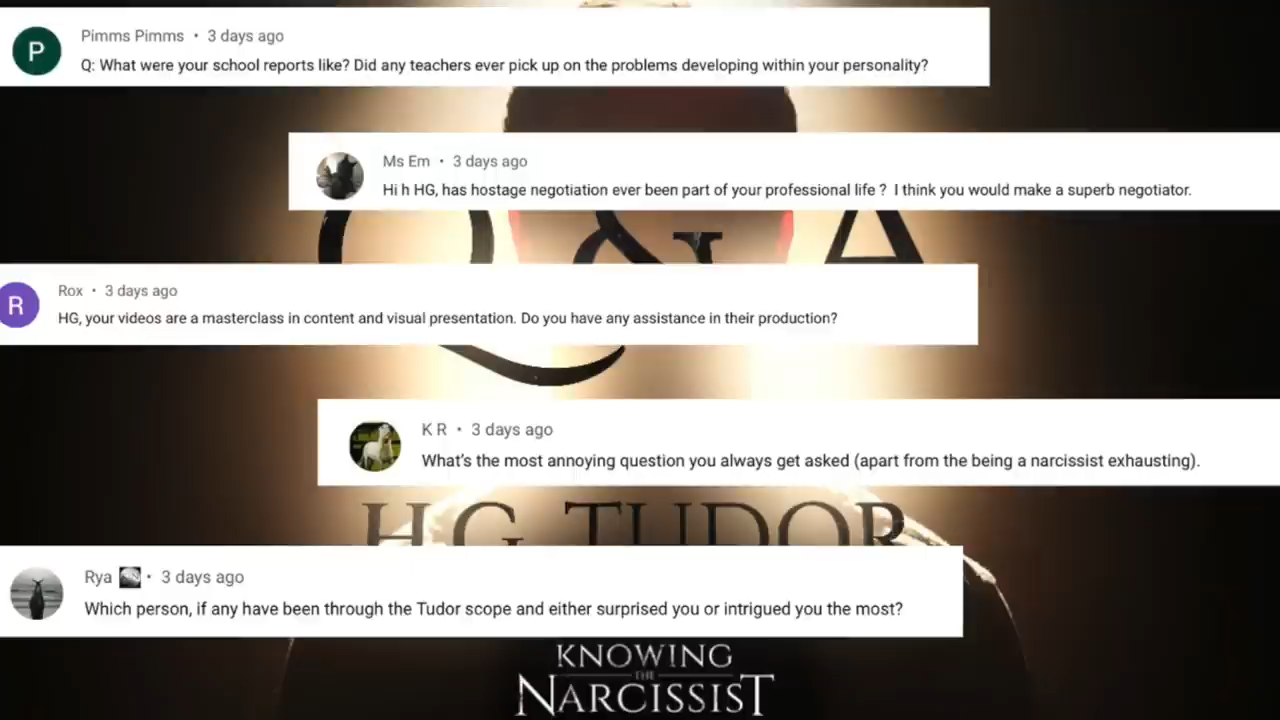 P
Pimms Pimms • 3 days ago
Q: What were your school reports like? Did any teachers ever pick up on the problems developing within your personality?
Ms Em • 3 days ago
Hi h HG, has hostage negotiation ever been part of your professional life ? I think you would make a superb negotiator.
Q & A
R
Rox • 3 days ago
HG, your videos are a masterclass in content and visual presentation. Do you have any assistance in their production?
K R • 3 days ago
What's the most annoying question you always get asked (apart from the being a narcissist exhausting).
HG TUDOR
Rya • 3 days ago
Which person, if any have been through the Tudor scope and either surprised you or intrigued you the most?
KNOWING
THE
NARCISSIST